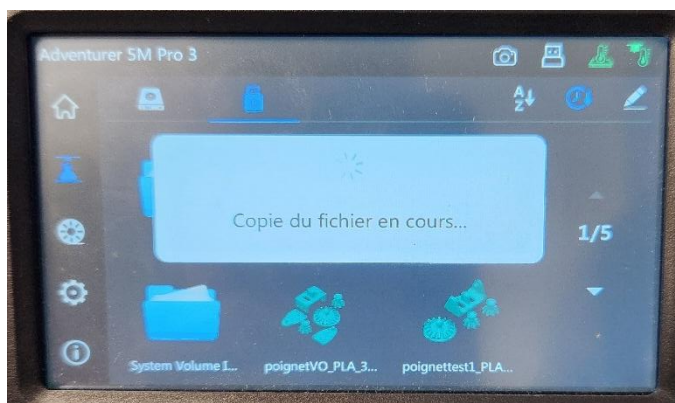 Adventurer 5M Pro 3
A
Z
Copie du fichier en cours...
1/5
System Volume I...
poignetVO_PLA_3...
poignettest1_PLA...